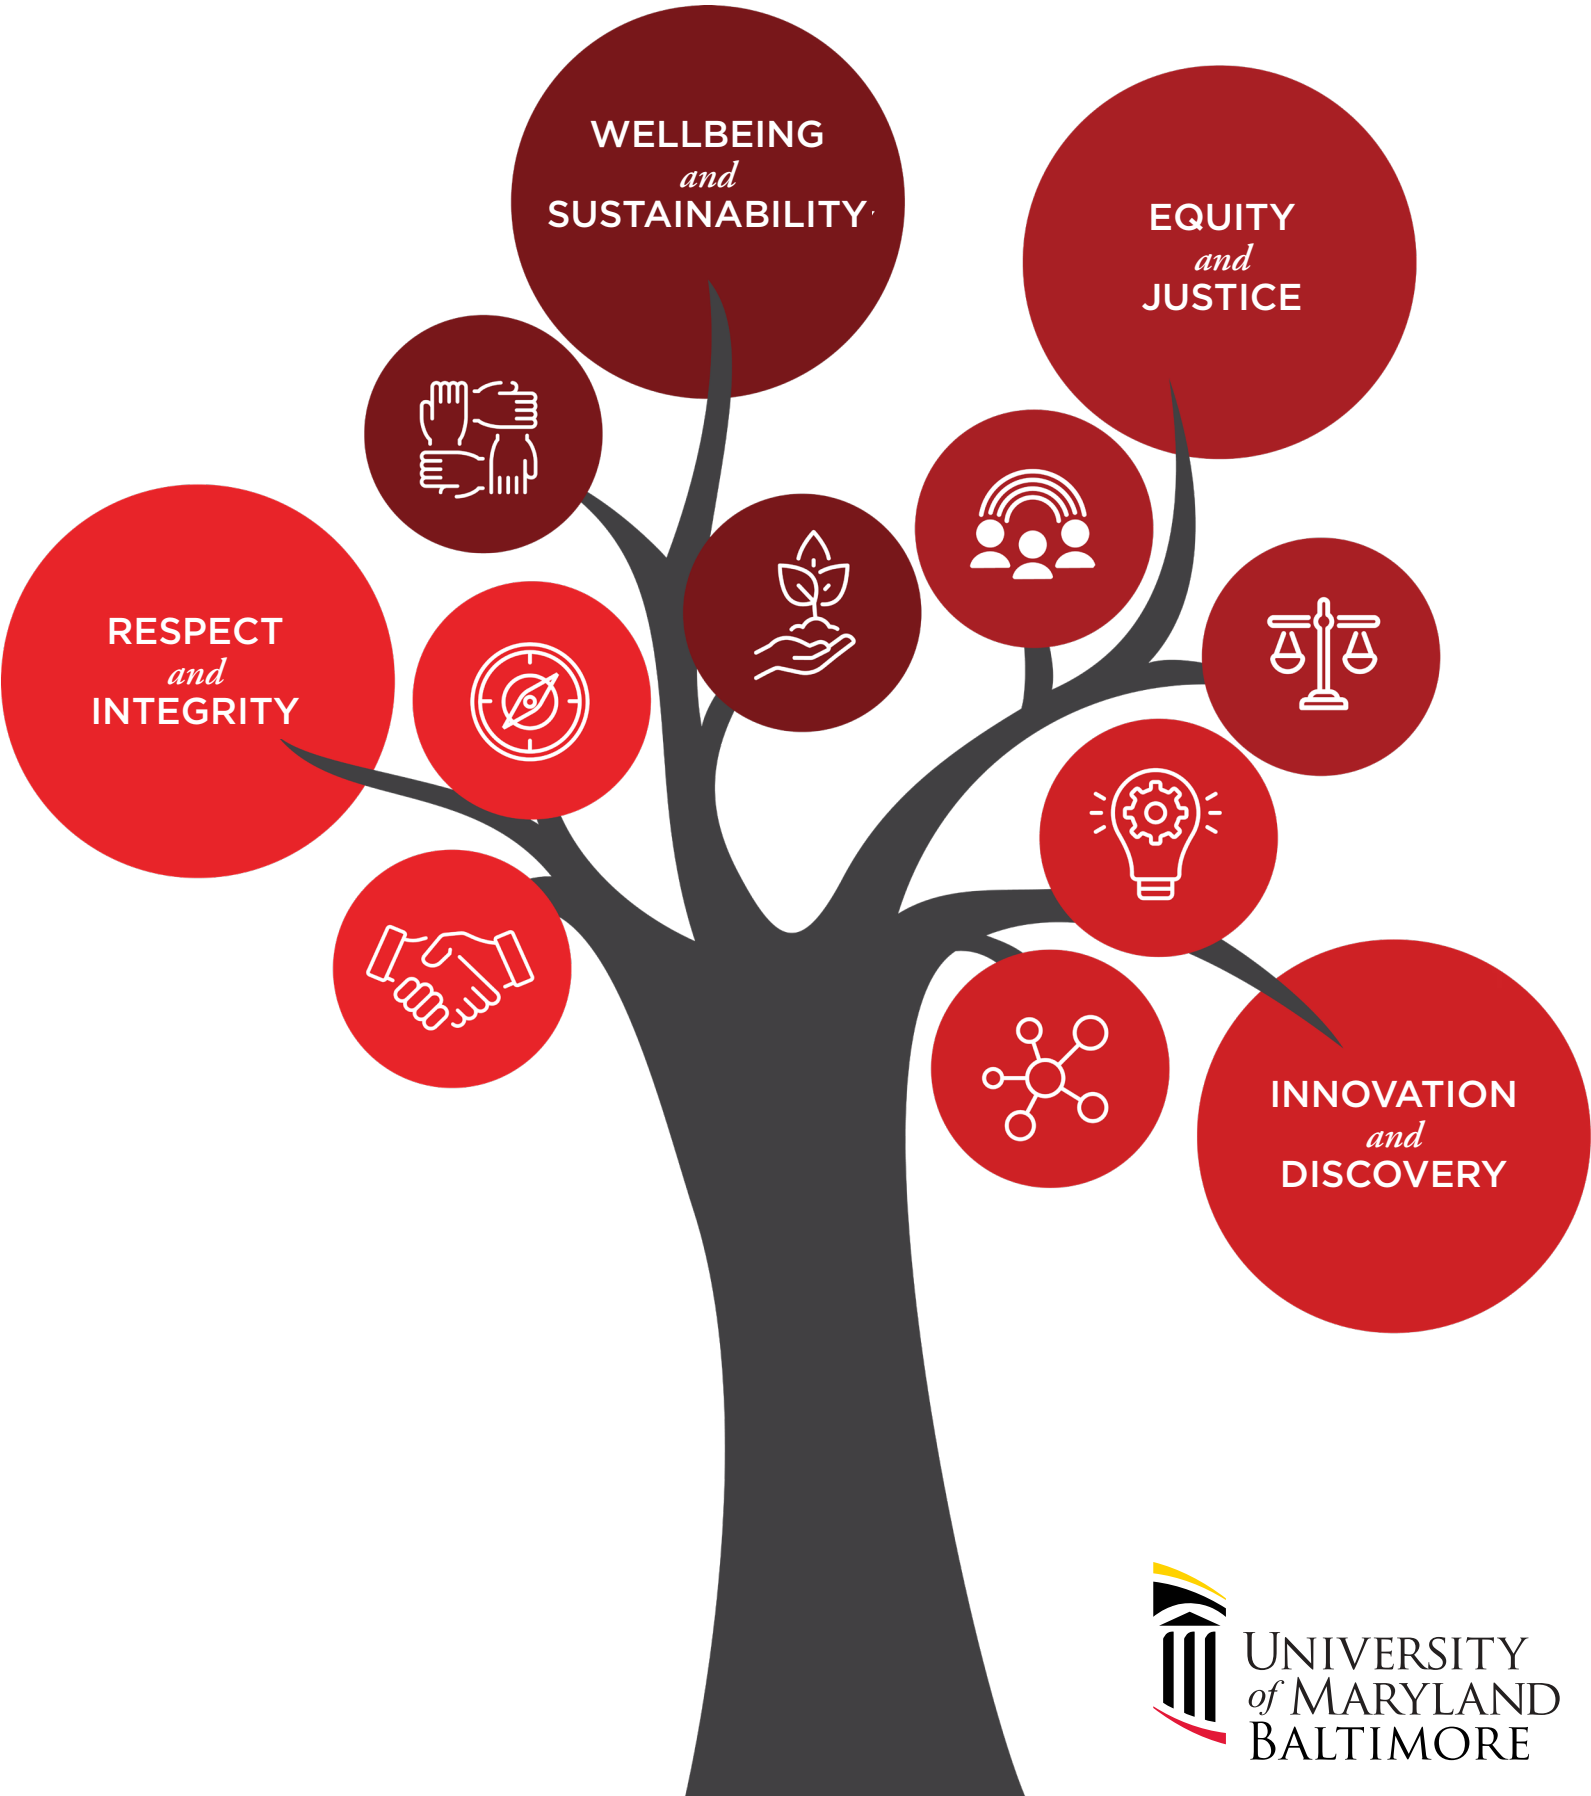 WELLBEING
and
SUSTAINABILITY
EQUITY
and
JUSTICE
RESPECT
and
INTEGRITY
INNOVATION
and
DISCOVERY
UNIVERSITY
of MARYLAND
BALTIMORE